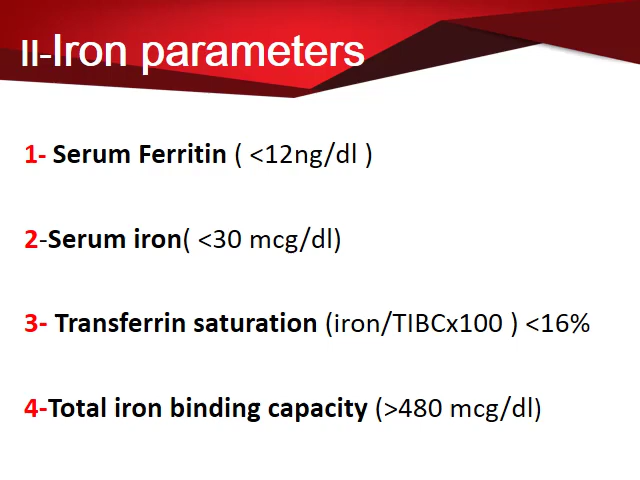 II-Iron parameters
1- Serum Ferritin ( <12ng/dl )
2-Serum iron( <30 mcg/dl)
3- Transferrin saturation (iron/TIBCx100 ) <16%
4-Total iron binding capacity (>480 mcg/dl)